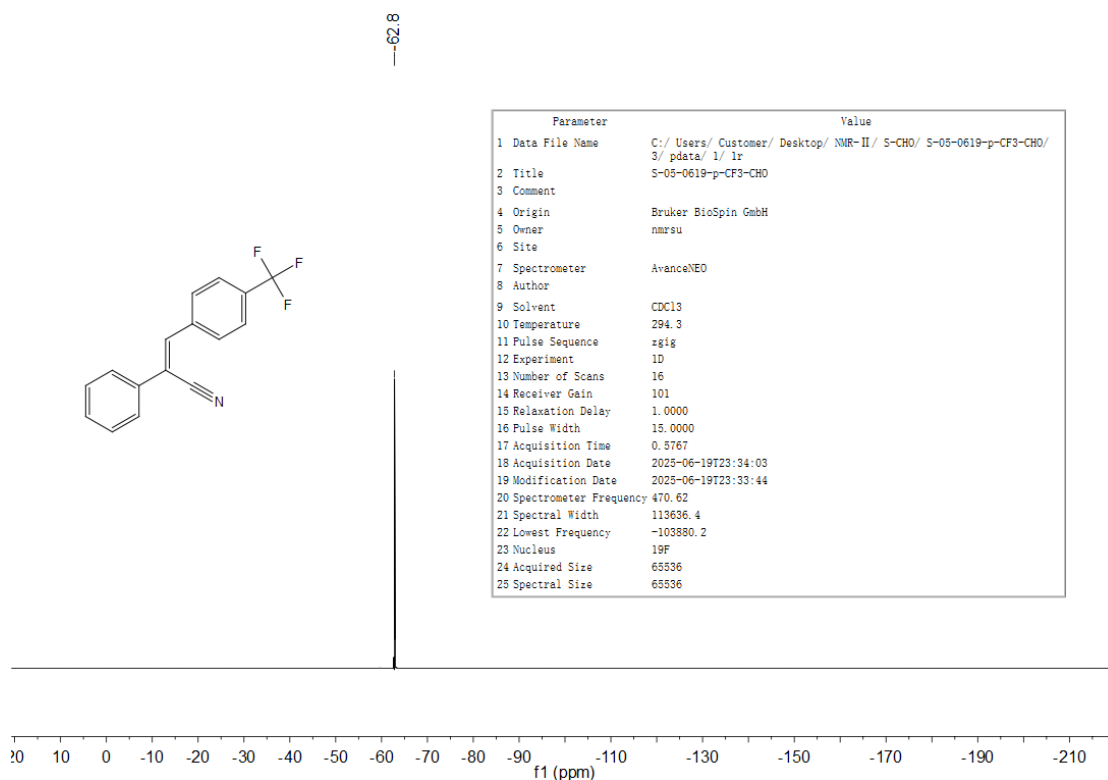 -62.8
Parameter Value
1 Data File Name C:/ Users/ Customer/ Desktop/ NMR-II/ S-CHO/ S-05-0619-p-CF3-CHO/
3/ pdata/ 1/ 1r
2 Title S-05-0619-p-CF3-CHO
3 Comment
4 Origin Bruker BioSpin GmbH
5 Owner nmrsu
6 Site
7 Spectrometer AvanceNEO
8 Author
9 Solvent CDCl3
10 Temperature 294.3
11 Pulse Sequence zgig
12 Experiment 1D
13 Number of Scans 16
14 Receiver Gain 101
15 Relaxation Delay 1.0000
16 Pulse Width 15.0000
17 Acquisition Time 0.5767
18 Acquisition Date 2025-06-19T23:34:03
19 Modification Date 2025-06-19T23:33:44
20 Spectrometer Frequency 470.62
21 Spectral Width 113636.4
22 Lowest Frequency -103880.2
23 Nucleus 19F
24 Acquired Size 65536
25 Spectral Size 65536
F
F
F
N
20 10 0 -10 -20 -30 -40 -50 -60 -70 -80 -90 -110 -130 -150 -170 -190 -210
f1 (ppm)